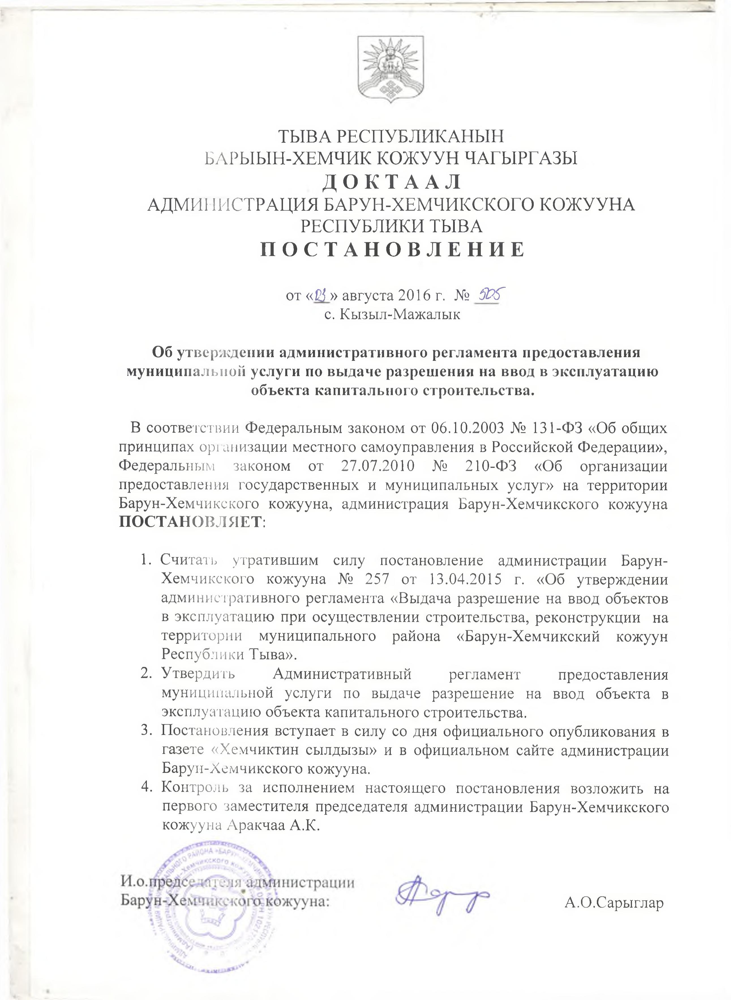 ТЫВА РЕСПУБЛИКАНЫН
БАРЫЫН-ХЕМЧИК КОЖУУН ЧАГЫРГАЗЫ
Д О К Т А А Л
АДМИНИСТРАЦИЯ БАРУН-ХЕМЧИКСКОГО КОЖУУНА
РЕСПУБЛИКИ ТЫВА
П О С Т А Н О В Л Е Н И Е
от «23» августа 2016 г. № 505
с. Кызыл-Мажалык
Об утверждении административного регламента предоставления
муниципальной услуги по выдаче разрешения на ввод в эксплуатацию
объекта капитального строительства.
В соответствии Федеральным законом от 06.10.2003 № 131-ФЗ «Об общих
принципах организации местного самоуправления в Российской Федерации»,
Федеральным законом от 27.07.2010 № 210-ФЗ «Об организации
предоставления государственных и муниципальных услуг» на территории
Барун-Хемчикского кожууна, администрация Барун-Хемчикского кожууна
ПОСТАНОВЛЯЕТ:
1. Считать утратившим силу постановление администрации Барун-
Хемчикского кожууна № 257 от 13.04.2015 г. «Об утверждении
административного регламента «Выдача разрешение на ввод объектов
в эксплуатацию при осуществлении строительства, реконструкции на
территории муниципального района «Барун-Хемчикский кожуун
Республики Тыва».
2. Утвердить Административный регламент предоставления
муниципальной услуги по выдаче разрешение на ввод объекта в
эксплуатацию объекта капитального строительства.
3. Постановления вступает в силу со дня официального опубликования в
газете «Хемчиктин сылдызы» и в официальном сайте администрации
Барун-Хемчикского кожууна.
4. Контроль за исполнением настоящего постановления возложить на
первого заместителя председателя администрации Барун-Хемчикского
кожууна Аракчаа А.К.
И.о.председателя администрации
Барун-Хемчикского кожууна:
А.О.Сарыглар